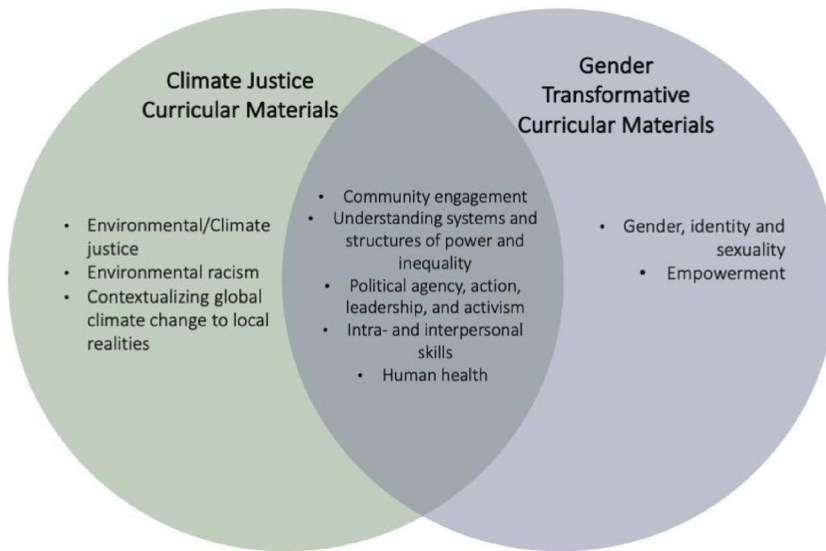 Climate Justice
Curricular Materials
Gender
Transformative
Curricular Materials
• Environmental/Climate
justice
• Environmental racism
• Contextualizing global
climate change to local
realities
• Community engagement
• Understanding systems and
structures of power and
inequality
• Political agency, action,
leadership, and activism
• Intra- and interpersonal
skills
• Human health
• Gender, identity and
sexuality
• Empowerment